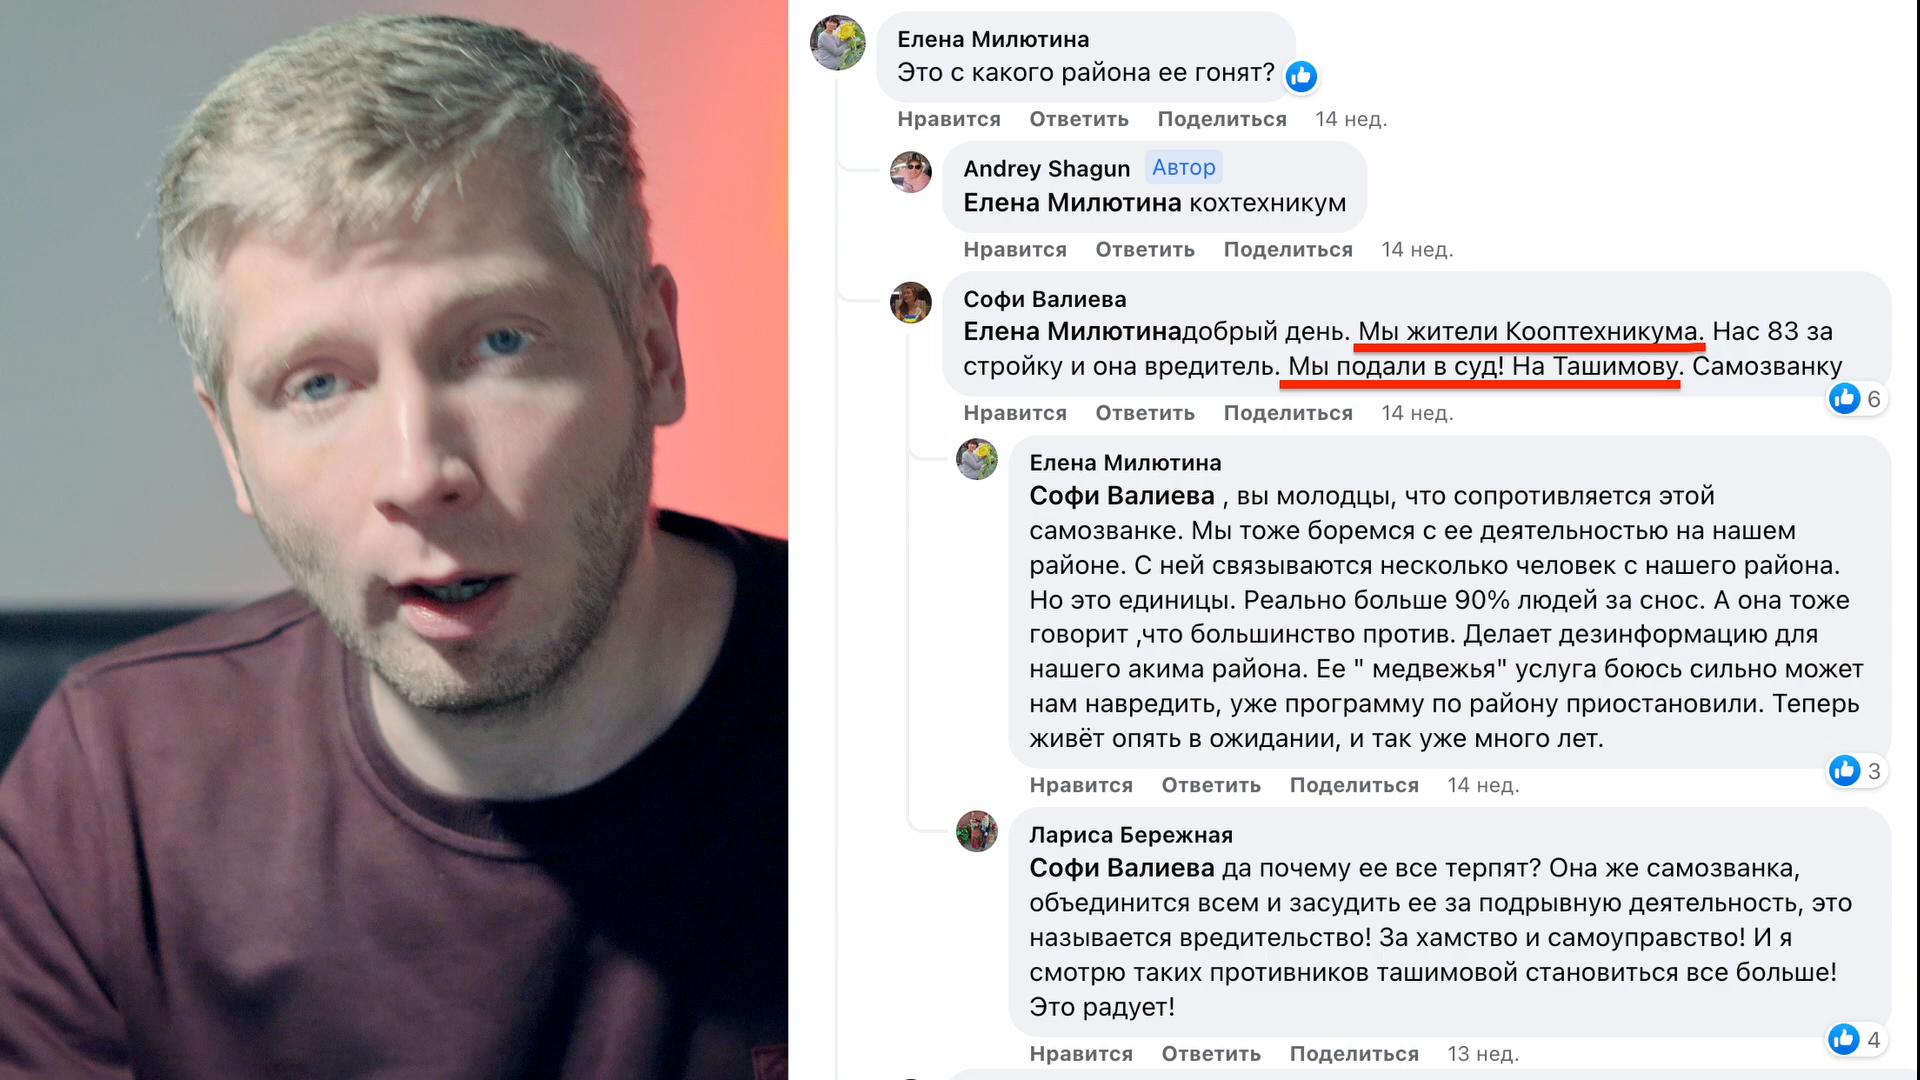 Елена Милютина
Это с какого района ее гонят?
Нравится Ответить Поделиться 14 нед.
Andrey Shagun Автор
Елена Милютина кохтехникум
Нравится Ответить Поделиться 14 нед.
Софи Валиева
Елена Милютинадобрый день. Мы жители Кооптехникума. Нас 83 за
стройку и она вредитель. Мы подали в суд! На Ташимову. Самозванку
6
Нравится Ответить Поделиться 14 нед.
Елена Милютина
Софи Валиева , вы молодцы, что сопротивляется этой
самозванке. Мы тоже боремся с ее деятельностью на нашем
районе. С ней связываются несколько человек с нашего района.
Но это единицы. Реально больше 90% людей за снос. А она тоже
говорит ,что большинство против. Делает дезинформацию для
нашего акима района. Ее " медвежья" услуга боюсь сильно может
нам навредить, уже программу по району приостановили. Теперь
живёт опять в ожидании, и так уже много лет.
3
Нравится Ответить Поделиться 14 нед.
Лариса Бережная
Софи Валиева да почему ее все терпят? Она же самозванка,
объединится всем и засудить ее за подрывную деятельность, это
называется вредительство! За хамство и самоуправство! И я
смотрю таких противников ташимовой становиться все больше!
Это радует!
4
Нравится Ответить Поделиться 13 нед.